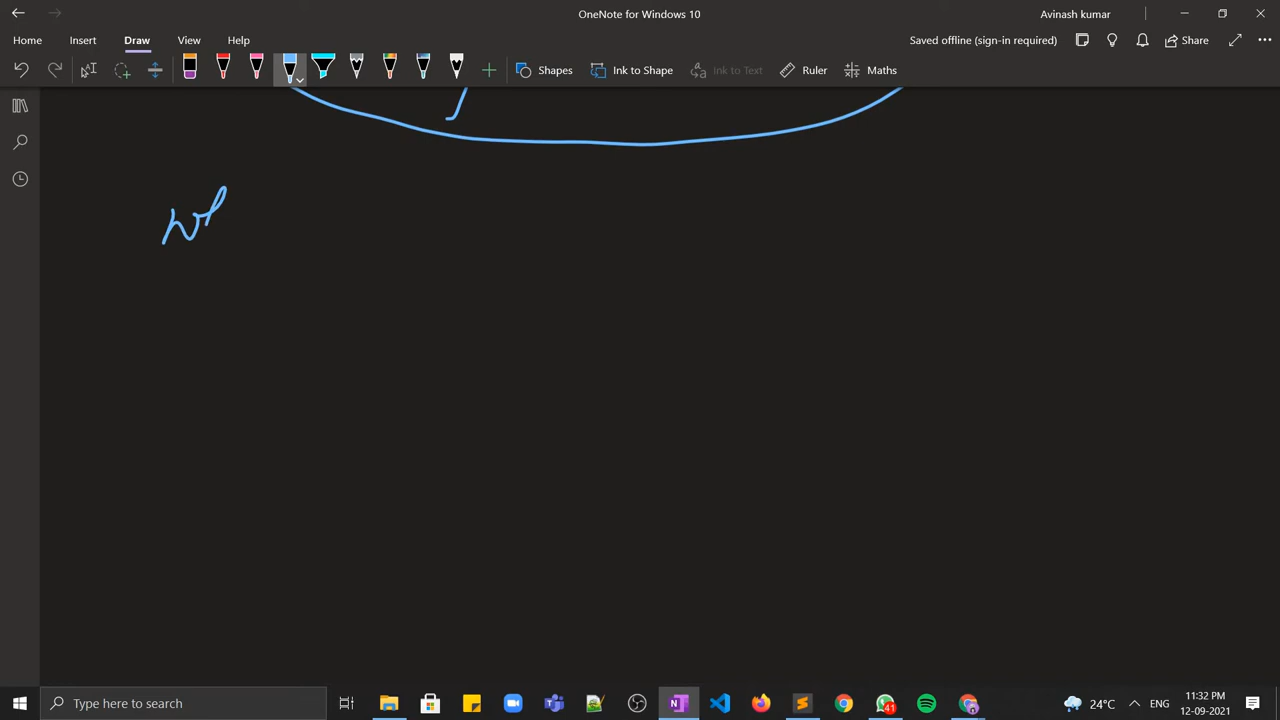 OneNote for Windows 10
Avinash kumar
Home Insert Draw View Help
Saved offline (sign-in required)
Share
Shapes Ink to Shape Ink to Text Ruler Maths
wh
Type here to search
41
24°C
ENG
11:32 PM
12-09-2021